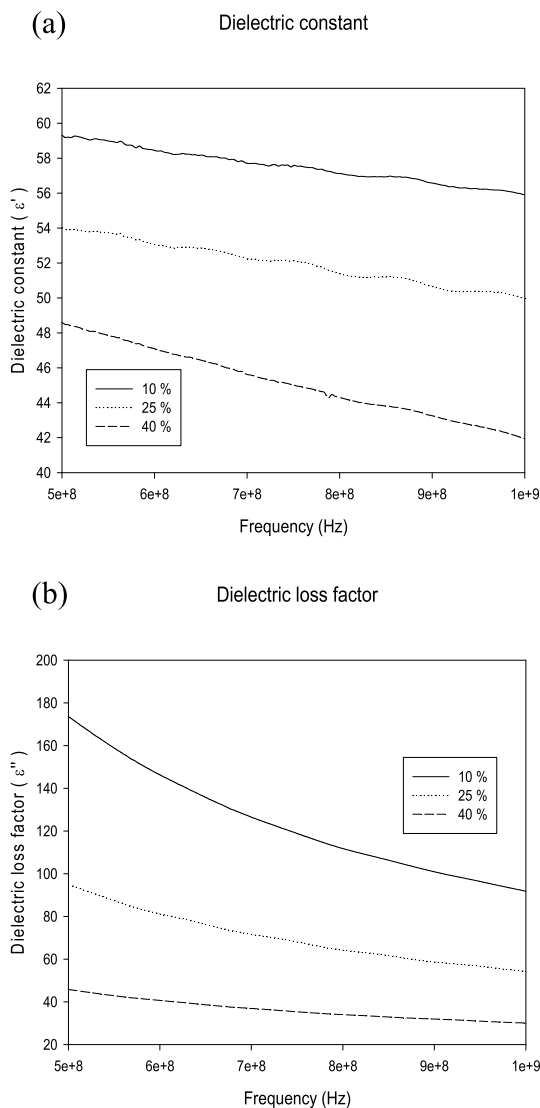 (a)
Dielectric constant
62
60
58
56
54
52
50
48
46
44
42
40
Dielectric constant ( ε' )
10 %
25 %
40 %
5e+8 6e+8 7e+8 8e+8 9e+8 1e+9
Frequency (Hz)
(b)
Dielectric loss factor
200
180
160
140
120
100
80
60
40
20
Dielectric loss factor ( ε" )
10 %
25 %
40 %
5e+8 6e+8 7e+8 8e+8 9e+8 1e+9
Frequency (Hz)